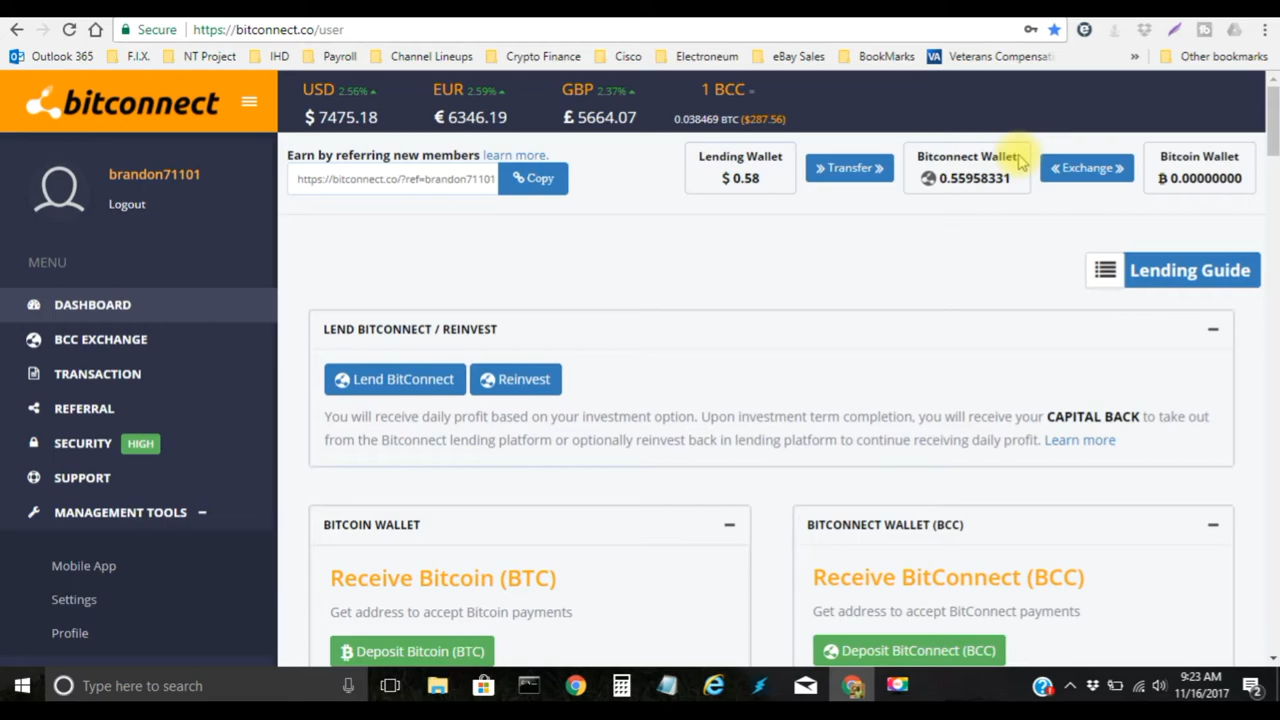 Secure https://bitconnect.co/user
Outlook 365 F.I.X. NT Project IHD Payroll Channel Lineups Crypto Finance Cisco Electroneum eBay Sales BookMarks VA Veterans Compensati » Other bookmarks
bitconnect
USD 2.56% EUR 2.59% GBP 2.37% 1 BCC =
$ 7475.18 € 6346.19 £ 5664.07 0.038469 BTC ($287.56)
Earn by referring new members learn more.
https://bitconnect.co/?ref=brandon71101 Copy
Lending Wallet
$ 0.58
» Transfer »
Bitconnect Wallet
0.55958331
« Exchange »
Bitcoin Wallet
0.00000000
brandon71101
Logout
MENU
DASHBOARD
BCC EXCHANGE
TRANSACTION
REFERRAL
SECURITY HIGH
SUPPORT
MANAGEMENT TOOLS −
Mobile App
Settings
Profile
Lending Guide
LEND BITCONNECT / REINVEST
Lend BitConnect Reinvest
You will receive daily profit based on your investment option. Upon investment term completion, you will receive your CAPITAL BACK to take out
from the Bitconnect lending platform or optionally reinvest back in lending platform to continue receiving daily profit. Learn more
BITCOIN WALLET
Receive Bitcoin (BTC)
Get address to accept Bitcoin payments
Deposit Bitcoin (BTC)
BITCONNECT WALLET (BCC)
Receive BitConnect (BCC)
Get address to accept BitConnect payments
Deposit BitConnect (BCC)
Type here to search
9:23 AM
11/16/2017
2